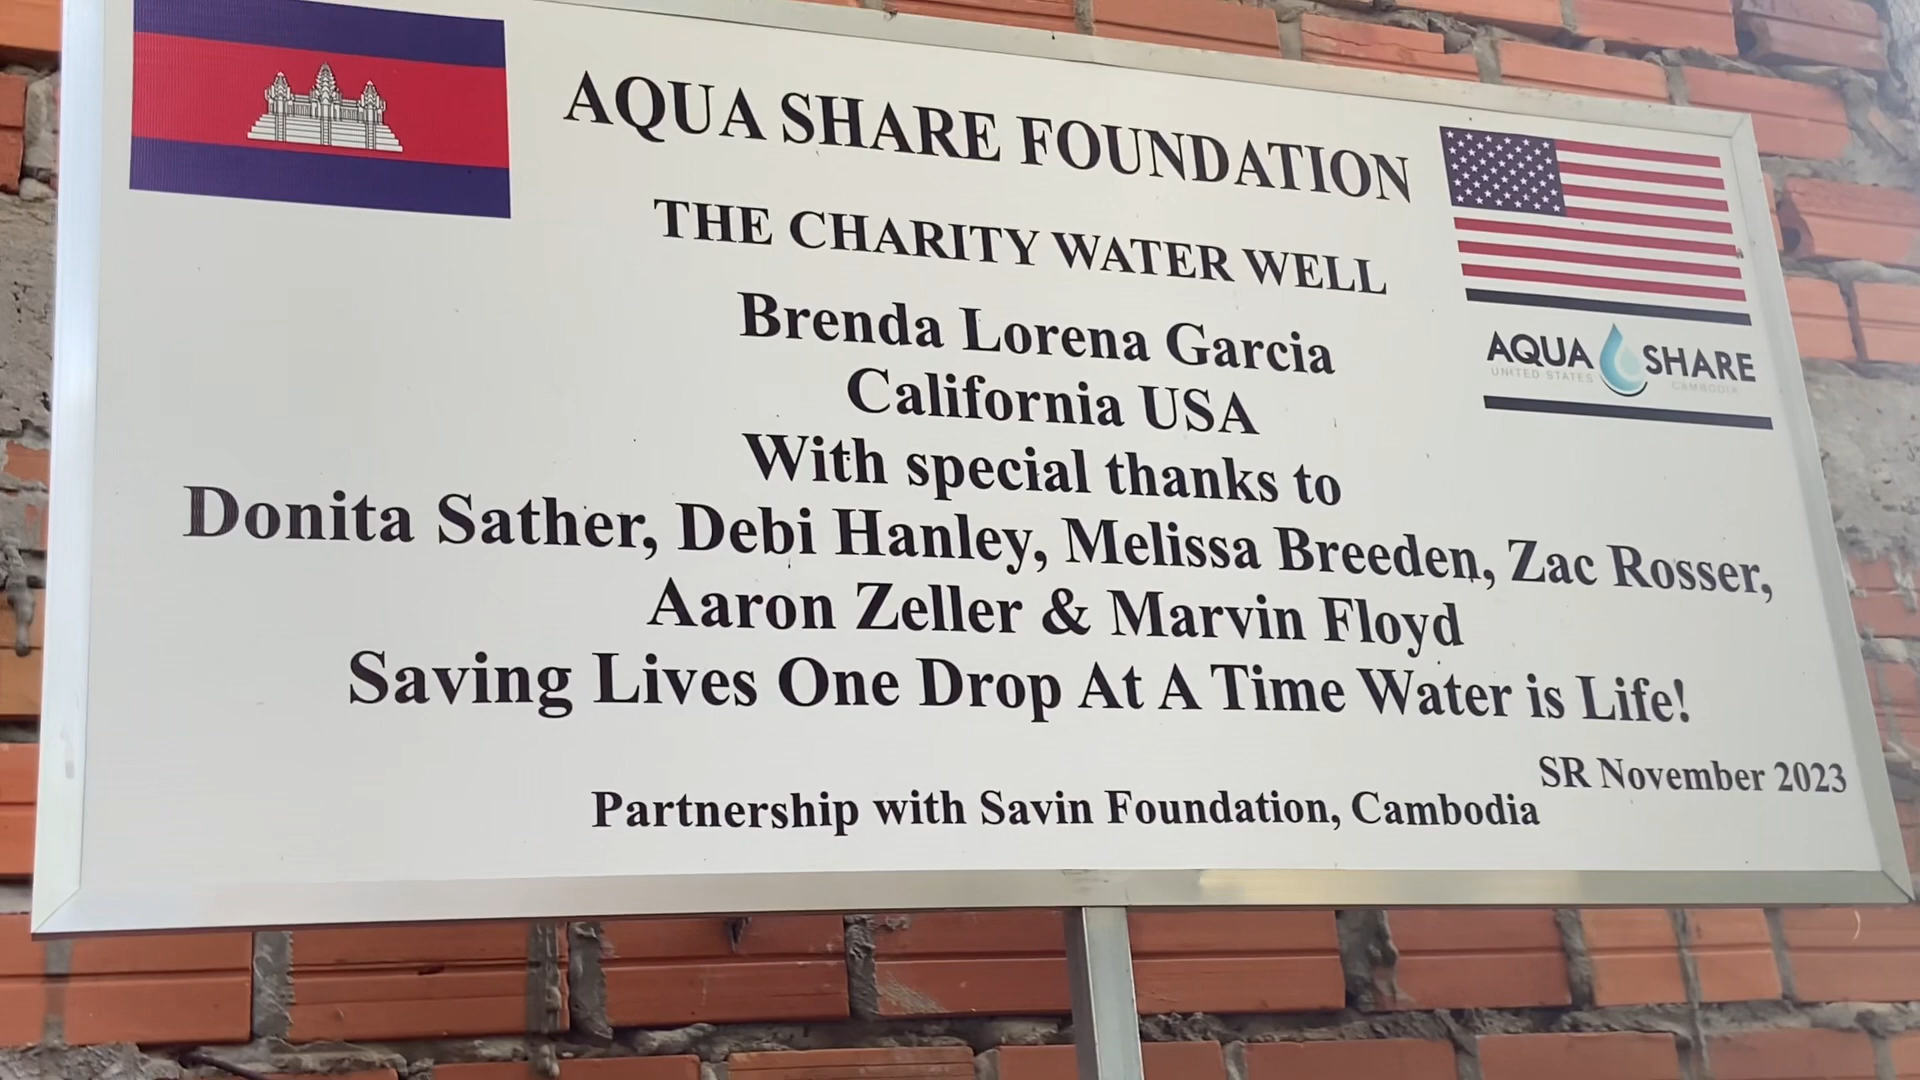 AQUA SHARE FOUNDATION
THE CHARITY WATER WELL
Brenda Lorena Garcia
California USA
With special thanks to
Donita Sather, Debi Hanley, Melissa Breeden, Zac Rosser,
Aaron Zeller & Marvin Floyd
Saving Lives One Drop At A Time Water is Life!
SR November 2023
Partnership with Savin Foundation, Cambodia
AQUA SHARE
UNITED STATES CAMBODIA